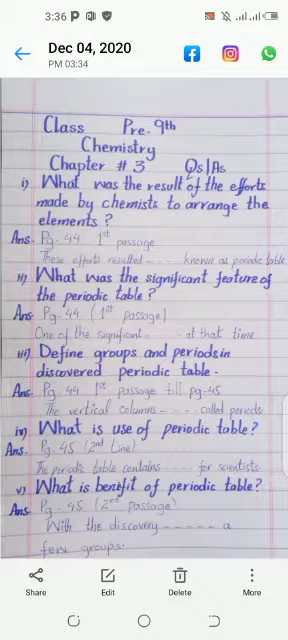 3:36
Dec 04, 2020
PM 03:34
Class Pre-9th
Chemistry
Chapter # 3 Qs|As
i) What was the result of the efforts
made by chemists to arrange the
elements ?
Ans- Pg-44 1st passage
These efforts resulted ---- known as periodic table
ii) What was the significant feature of
the periodic table ?
Ans- Pg-44 (1st passage)
One of the significant ---- at that time
iii) Define groups and periods in
discovered periodic table -
Ans- Pg-44 1st passage till pg-45
The vertical columns ----- called periods
iv) What is use of periodic table?
Ans. Pg. 45 (2nd Line)
The periodic table contains ----- for scientists
v) What is benefit of periodic table?
Ans- Pg-45 (2nd passage)
With the discovery ----- a
few groups.
Share Edit Delete More